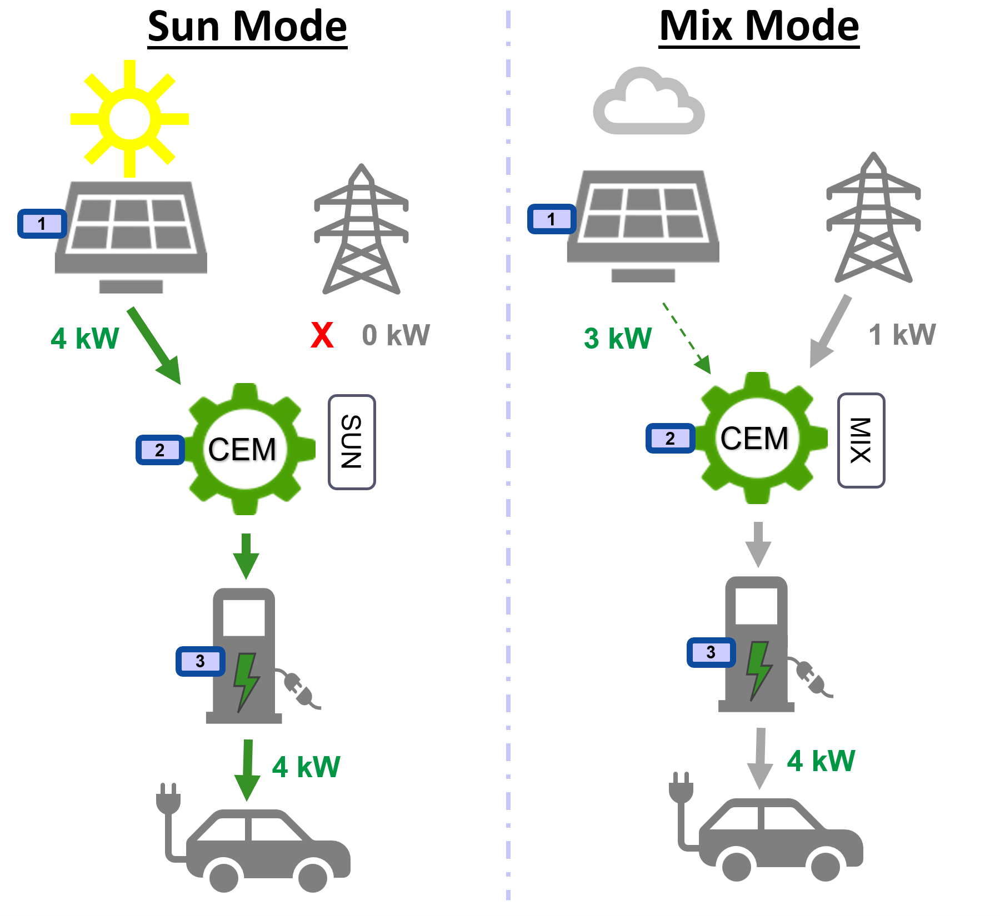 Sun Mode
1
4 kW
X 0 kW
2
CEM
SUN
3
4 kW
Mix Mode
1
3 kW
1 kW
2
CEM
MIX
3
4 kW